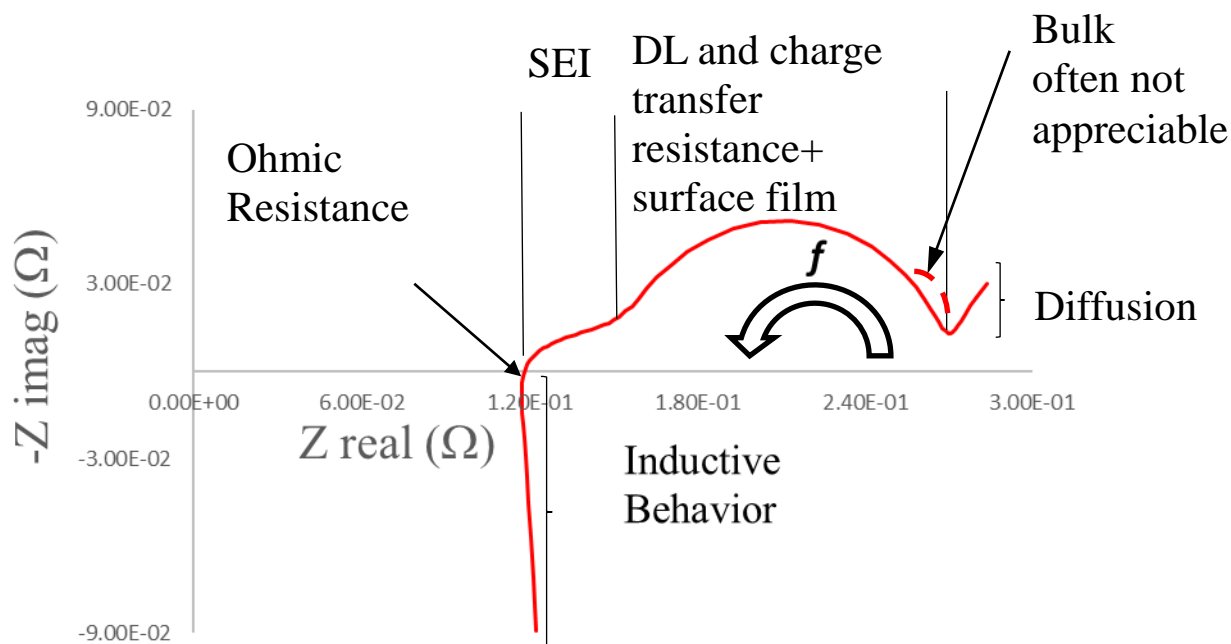 SEI
DL and charge
transfer
resistance+
surface film
Bulk
often not
appreciable
Ohmic
Resistance
9.00E-02
3.00E-02
-3.00E-02
-9.00E-02
-Z imag (Ω)
f
Diffusion
0.00E+00
6.00E-02
1.20E-01
1.80E-01
2.40E-01
3.00E-01
Z real (Ω)
Inductive
Behavior